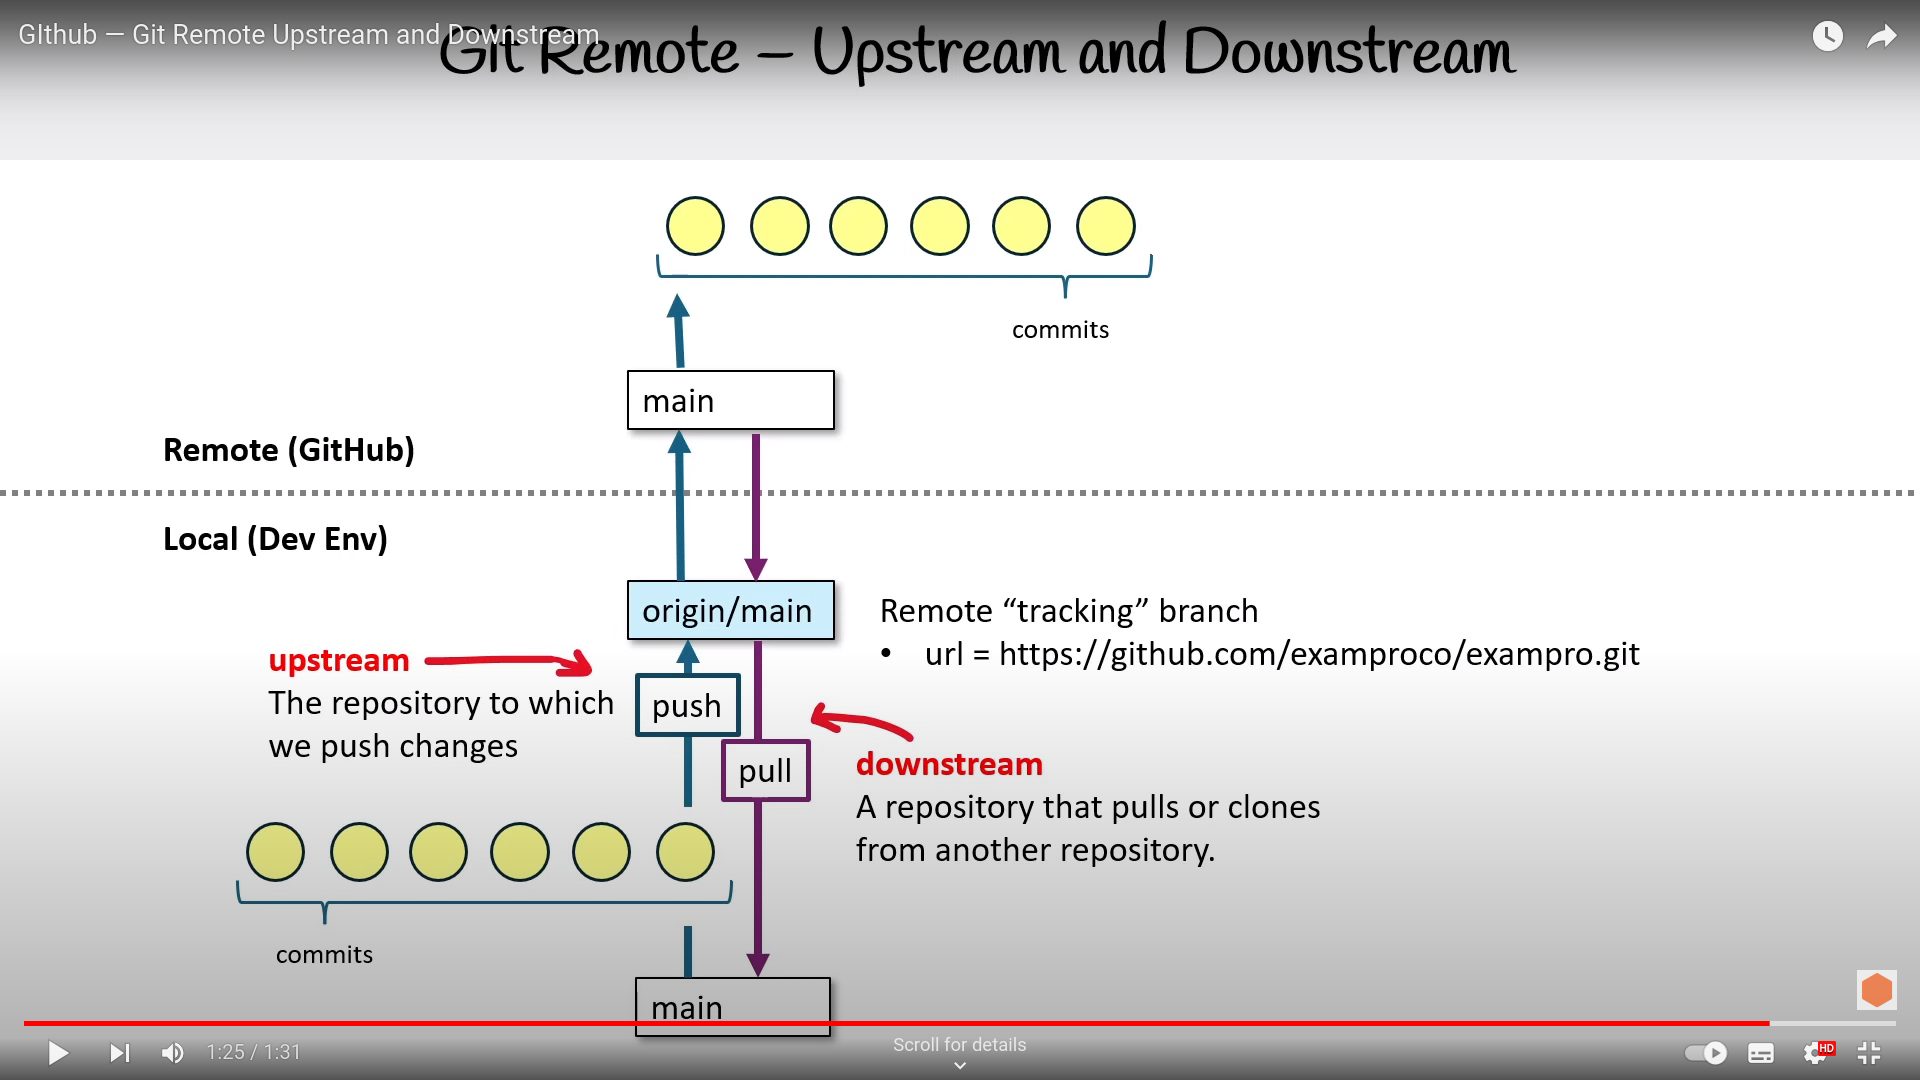 GIthub — Git Remote Upstream and Downstream
Git Remote – Upstream and Downstream
commits
main
Remote (GitHub)
Local (Dev Env)
origin/main
Remote “tracking” branch
• url = https://github.com/examproco/exampro.git
upstream
The repository to which
we push changes
push
pull
downstream
A repository that pulls or clones
from another repository.
commits
main
1:25 / 1:31
Scroll for details
HD